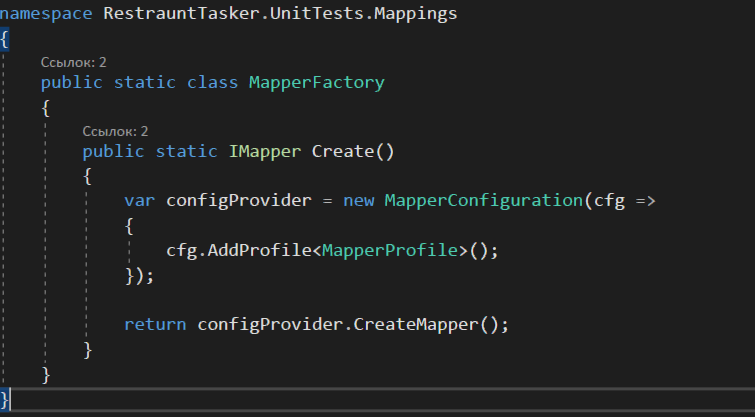 namespace RestrauntTasker.UnitTests.Mappings
{
Ссылок: 2
public static class MapperFactory
{
Ссылок: 2
public static IMapper Create()
{
var configProvider = new MapperConfiguration(cfg =>
{
cfg.AddProfile<MapperProfile>();
});
return configProvider.CreateMapper();
}
}
}